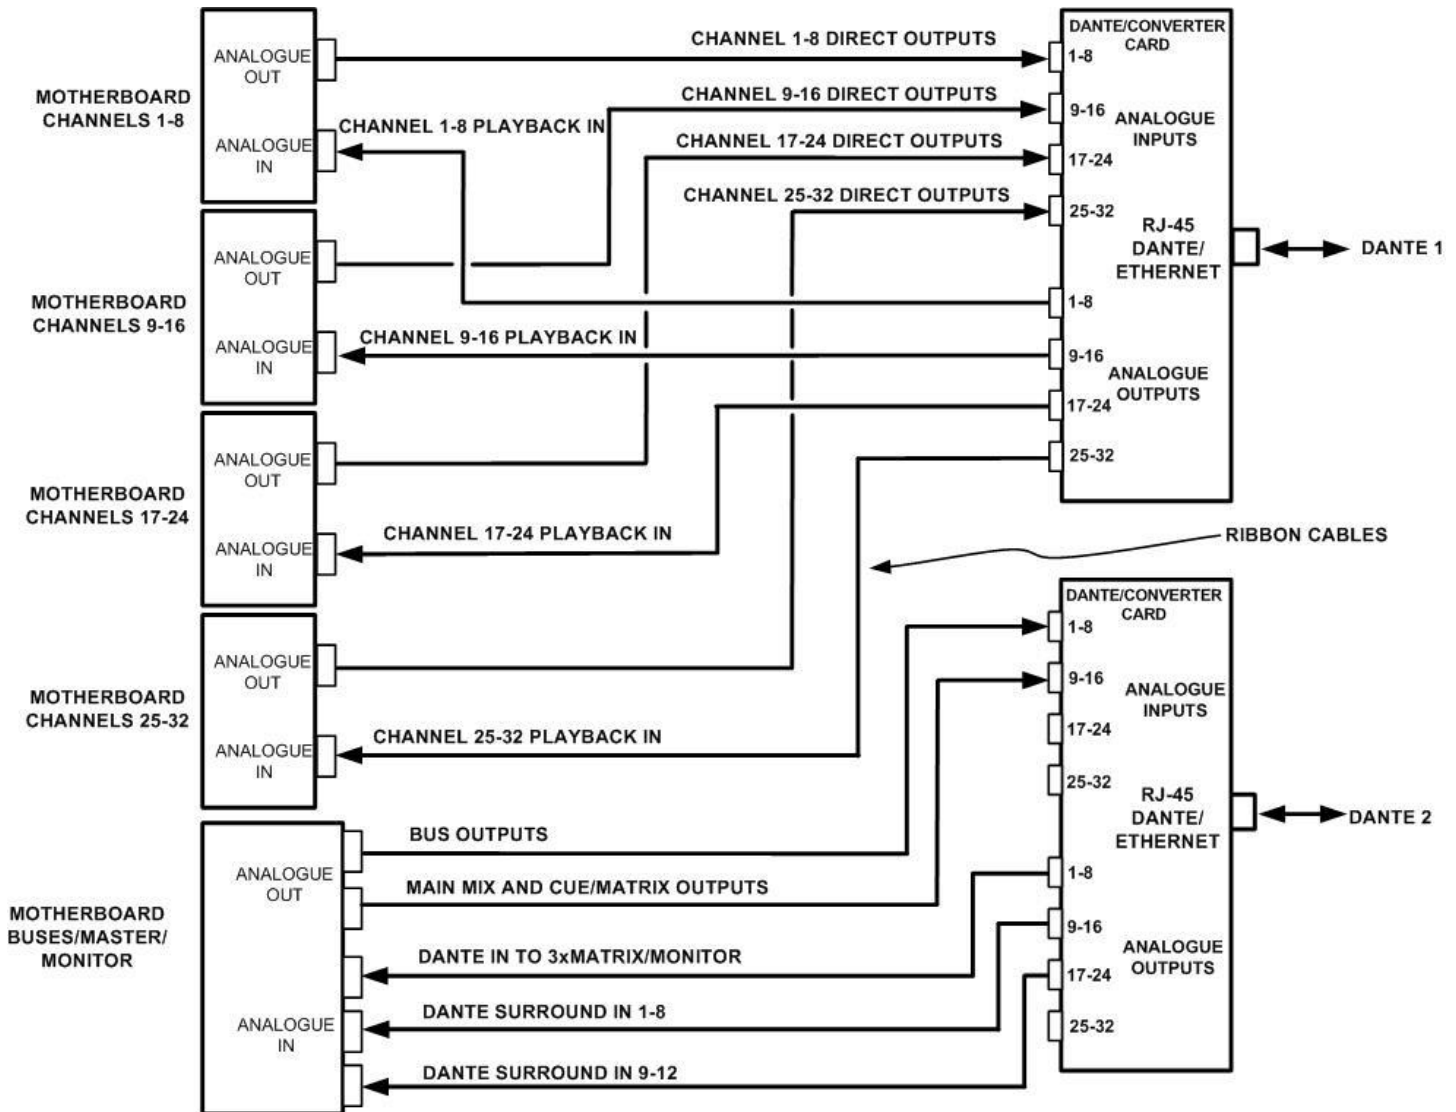 MOTHERBOARD
CHANNELS 1-8
ANALOGUE
OUT
ANALOGUE
IN
CHANNEL 1-8 DIRECT OUTPUTS
CHANNEL 9-16 DIRECT OUTPUTS
CHANNEL 1-8 PLAYBACK IN
CHANNEL 17-24 DIRECT OUTPUTS
CHANNEL 25-32 DIRECT OUTPUTS
DANTE/CONVERTER
CARD
1-8
9-16
ANALOGUE
INPUTS
17-24
25-32
RJ-45
DANTE/
ETHERNET
DANTE 1
1-8
9-16
ANALOGUE
OUTPUTS
17-24
25-32
MOTHERBOARD
CHANNELS 9-16
ANALOGUE
OUT
ANALOGUE
IN
CHANNEL 9-16 PLAYBACK IN
MOTHERBOARD
CHANNELS 17-24
ANALOGUE
OUT
ANALOGUE
IN
CHANNEL 17-24 PLAYBACK IN
RIBBON CABLES
MOTHERBOARD
CHANNELS 25-32
ANALOGUE
OUT
ANALOGUE
IN
CHANNEL 25-32 PLAYBACK IN
DANTE/CONVERTER
CARD
1-8
9-16
ANALOGUE
INPUTS
17-24
25-32
RJ-45
DANTE/
ETHERNET
DANTE 2
1-8
9-16
ANALOGUE
OUTPUTS
17-24
25-32
MOTHERBOARD
BUSES/MASTER/
MONITOR
ANALOGUE
OUT
ANALOGUE
IN
BUS OUTPUTS
MAIN MIX AND CUE/MATRIX OUTPUTS
DANTE IN TO 3xMATRIX/MONITOR
DANTE SURROUND IN 1-8
DANTE SURROUND IN 9-12